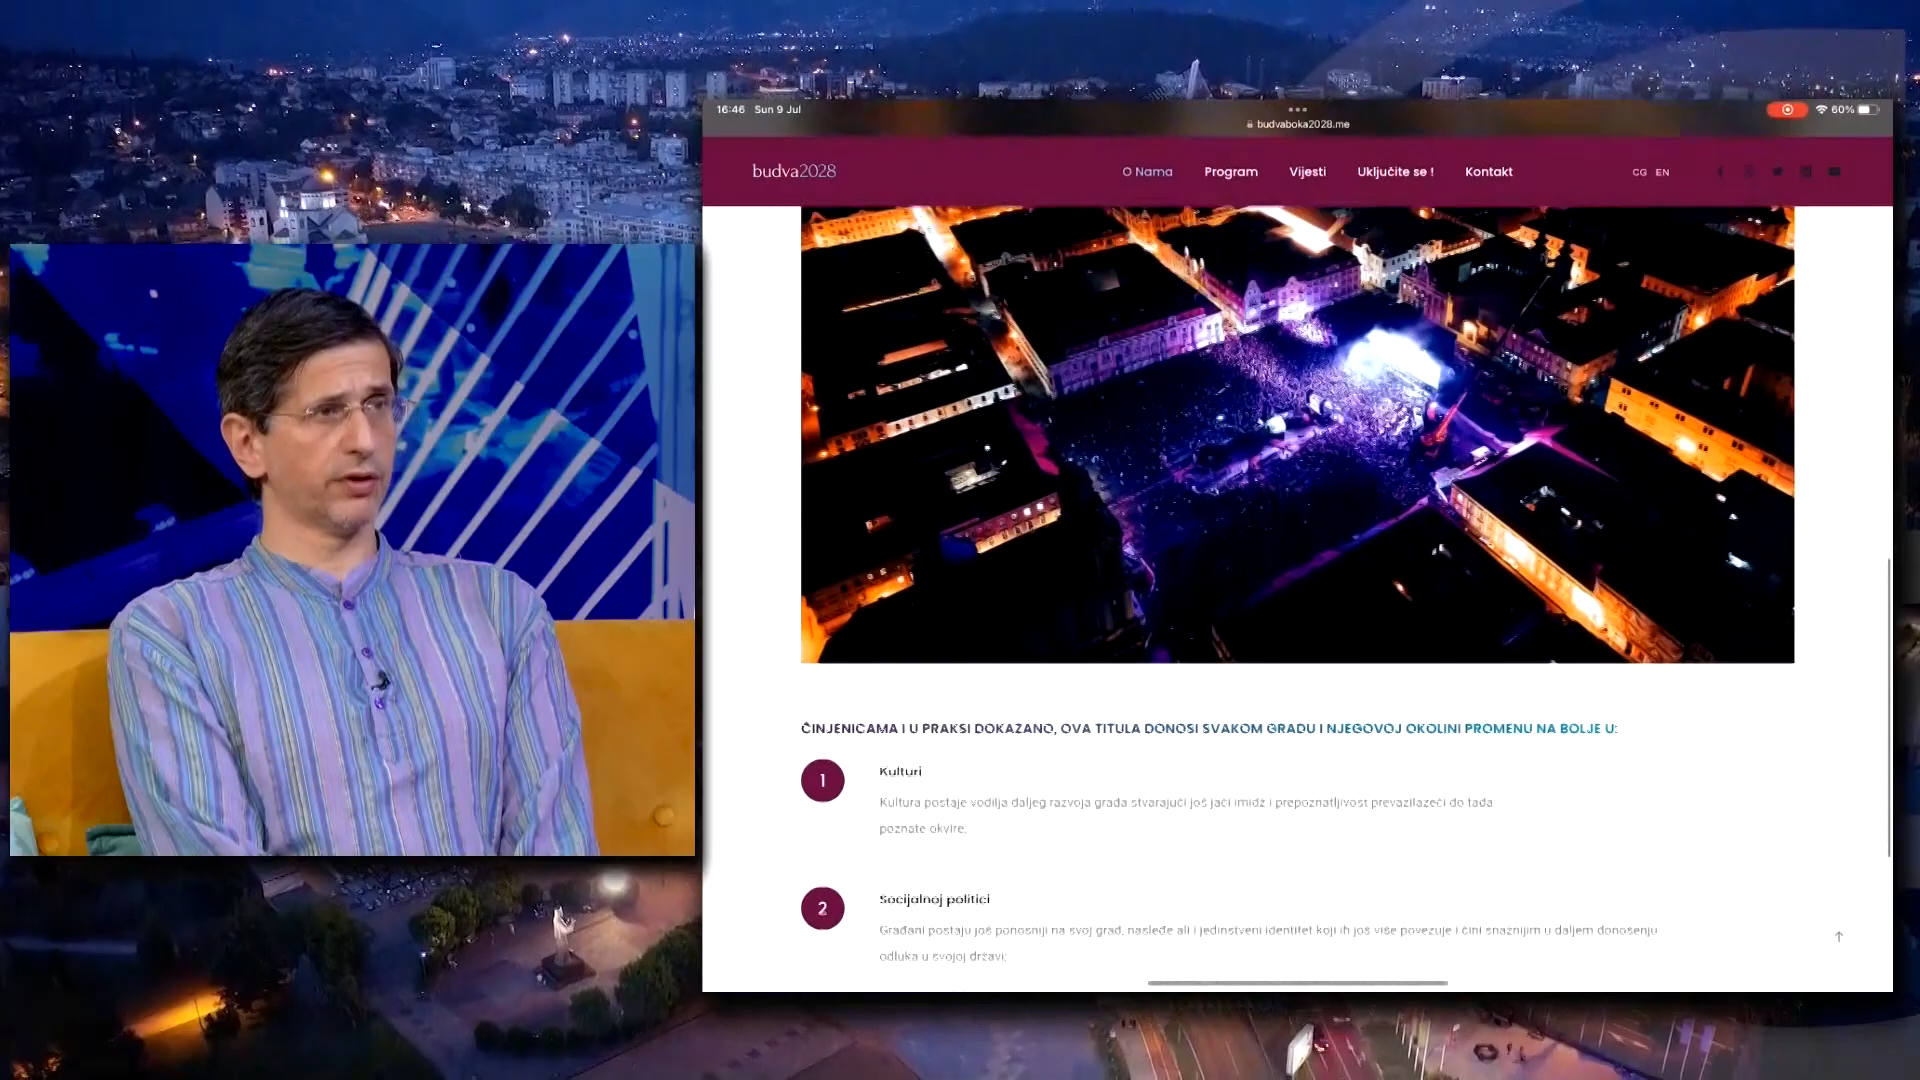 16:46 Sun 9 Jul
60%
budvaboka2028.me
budva2028
O Nama Program Vijesti Uključite se ! Kontakt CG EN
ČINJENICAMA I U PRAKSI DOKAZANO, OVA TITULA DONOSI SVAKOM GRADU I NJEGOVOJ OKOLINI PROMENU NA BOLJE U:
1 Kulturi
Kultura postaje vodilja daljeg razvoja grada stvarajući još jači imidž i prepoznatljivost prevazilazeći do tada
poznate okvire;
2 Socijalnoj politici
Građani postaju još ponosniji na svoj grad, nasleđe ali i jedinstveni identitet koji ih još više povezuje i čini snažnijim u daljem donošenju
odluka u svojoj državi;